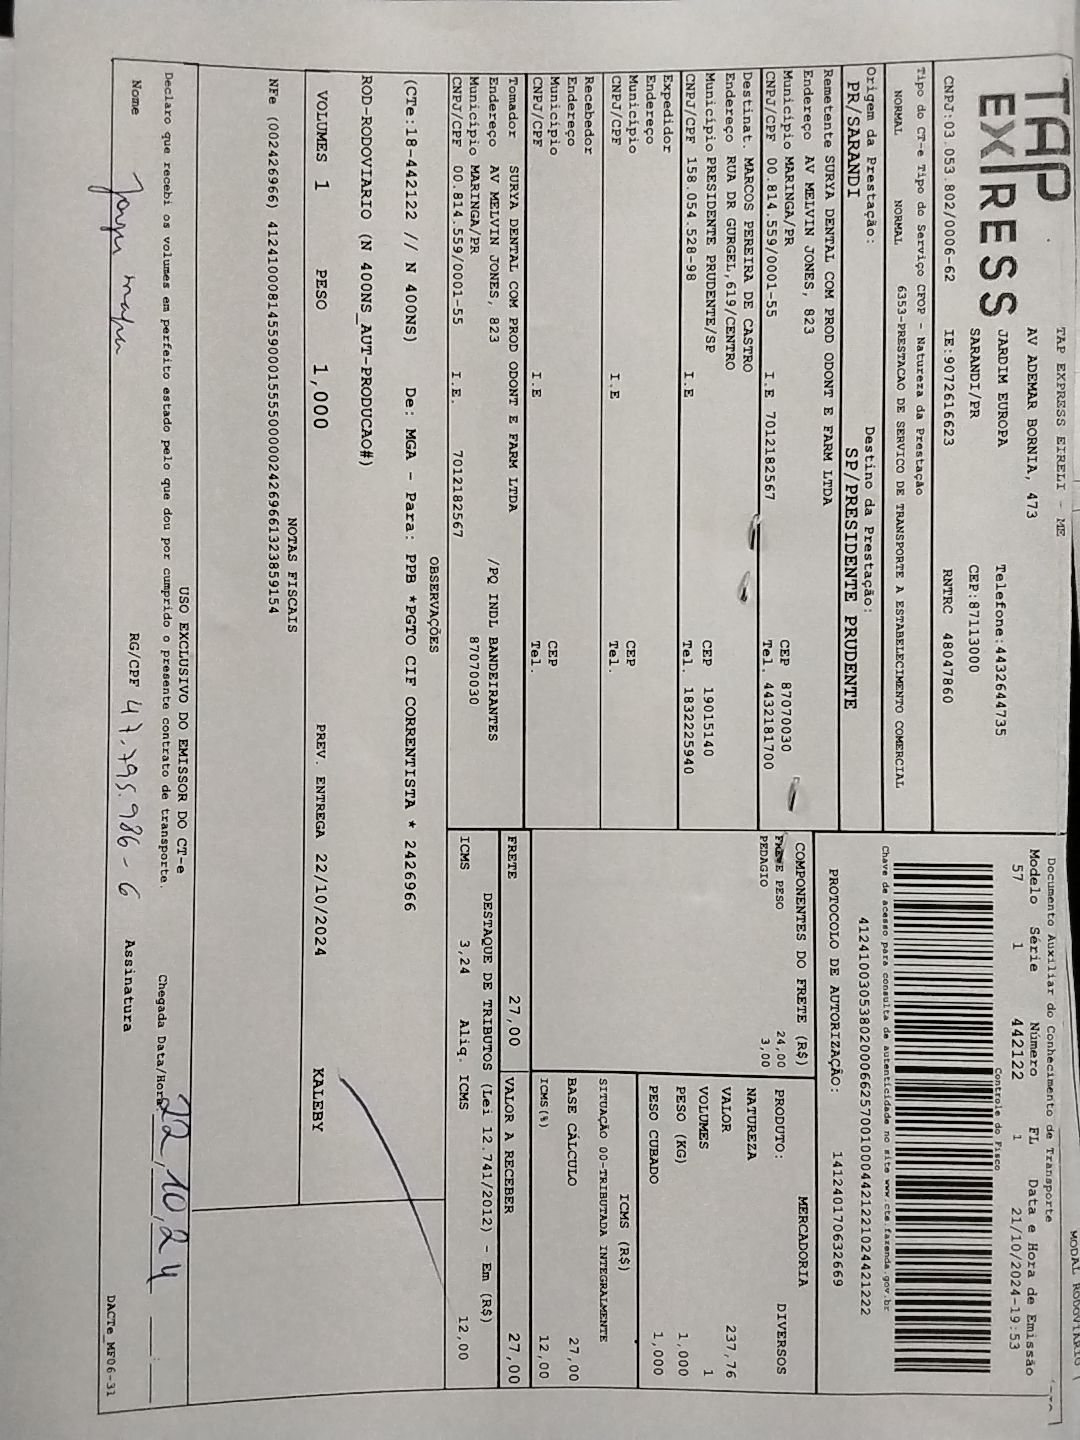 TAP
EXPRESS
TAP EXPRESS EIRELI - ME
AV ADEMAR BORNIA, 473
JARDIM EUROPA Telefone:4432644735
SARANDI/PR CEP:87113000
CNPJ:03.053.802/0006-62 IE:9072616623 RNTRC 48047860
Tipo do CT-e Tipo do Serviço CFOP - Natureza da Prestação
NORMAL NORMAL 6353-PRESTACAO DE SERVICO DE TRANSPORTE A ESTABELECIMENTO COMERCIAL
Origem da Prestação: Destino da Prestação:
PR/SARANDI SP/PRESIDENTE PRUDENTE
Remetente SURYA DENTAL COM PROD ODONT E FARM LTDA
Endereço AV MELVIN JONES, 823
Município MARINGA/PR CEP 87070030
CNPJ/CPF 00.814.559/0001-55 I.E 7012182567 Tel. 4432181700
Destinat. MARCOS PEREIRA DE CASTRO
Endereço RUA DR GURGEL,619/CENTRO
Município PRESIDENTE PRUDENTE/SP CEP 19015140
CNPJ/CPF 158.054.528-98 I.E Tel. 1832225940
Expedidor
Endereço
Município CEP
CNPJ/CPF I.E Tel.
Recebedor
Endereço
Município CEP
CNPJ/CPF I.E Tel.
Tomador SURYA DENTAL COM PROD ODONT E FARM LTDA
Endereço AV MELVIN JONES, 823 /PQ INDL BANDEIRANTES
Município MARINGA/PR 87070030
CNPJ/CPF 00.814.559/0001-55 I.E. 7012182567
MODAL RODOVIARIO
Documento Auxiliar do Conhecimento de Transporte
Modelo Série Número FL Data e Hora de Emissão
57 1 442122 1 21/10/2024-19:53
Controle do Fisco
Chave de acesso para consulta de autenticidade no site www.cte.fazenda.gov.br
41241003053802000662570010004421221024421222
PROTOCOLO DE AUTORIZAÇÃO: 141240170632669
COMPONENTES DO FRETE (R$)
FRETE PESO 24,00
PEDAGIO 3,00
MERCADORIA
PRODUTO: DIVERSOS
NATUREZA
VALOR 237,76
VOLUMES 1
PESO (KG) 1,000
PESO CUBADO 1,000
ICMS (R$)
SITUAÇÃO 00-TRIBUTADA INTEGRALMENTE
BASE CÁLCULO 27,00
ICMS(%) 12,00
FRETE 27,00 VALOR A RECEBER 27,00
DESTAQUE DE TRIBUTOS (Lei 12.741/2012) - Em (R$)
ICMS 3,24 Aliq. ICMS 12,00
OBSERVAÇÕES
(CTe:18-442122 // N 400NS) De: MGA - Para: PPB *PGTO CIF CORRENTISTA * 2426966
ROD-RODOVIARIO (N 400NS_AUT-PRODUCAO#)
VOLUMES 1 PESO 1,000 PREV. ENTREGA 22/10/2024 KALEBY
NOTAS FISCAIS
NFe (002426966) 41241000814559000155550000024269661323859154
USO EXCLUSIVO DO EMISSOR DO CT-e
Declaro que recebi os volumes em perfeito estado pelo que dou por cumprido o presente contrato de transporte. Chegada Data/Hora 22,10,24
Nome RG/CPF 47.795.986-6 Assinatura
DACTe_MF06-31